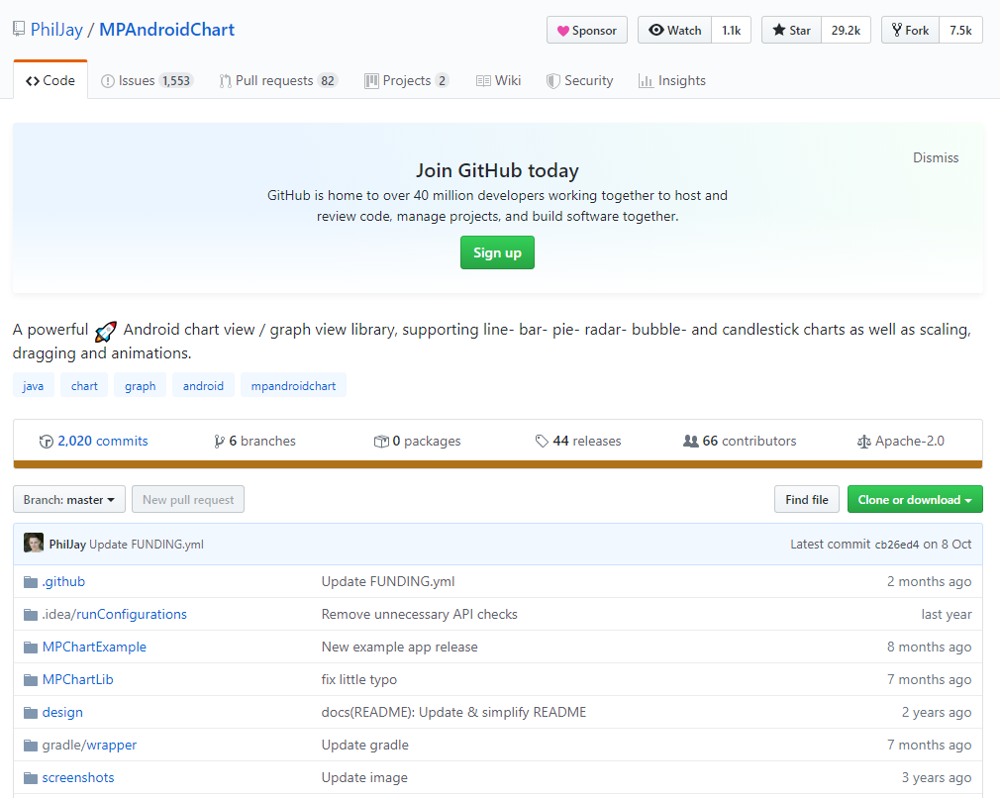 PhilJay / MPAndroidChart
Sponsor Watch 1.1k Star 29.2k Fork 7.5k
Code Issues 1,553 Pull requests 82 Projects 2 Wiki Security Insights
Dismiss
Join GitHub today
GitHub is home to over 40 million developers working together to host and
review code, manage projects, and build software together.
Sign up
A powerful 🚀 Android chart view / graph view library, supporting line- bar- pie- radar- bubble- and candlestick charts as well as scaling,
dragging and animations.
java chart graph android mpandroidchart
2,020 commits 6 branches 0 packages 44 releases 66 contributors Apache-2.0
Branch: master New pull request Find file Clone or download
PhilJay Update FUNDING.yml Latest commit cb26ed4 on 8 Oct
.github Update FUNDING.yml 2 months ago
.idea/runConfigurations Remove unnecessary API checks last year
MPChartExample New example app release 8 months ago
MPChartLib fix little typo 7 months ago
design docs(README): Update & simplify README 2 years ago
gradle/wrapper Update gradle 7 months ago
screenshots Update image 3 years ago